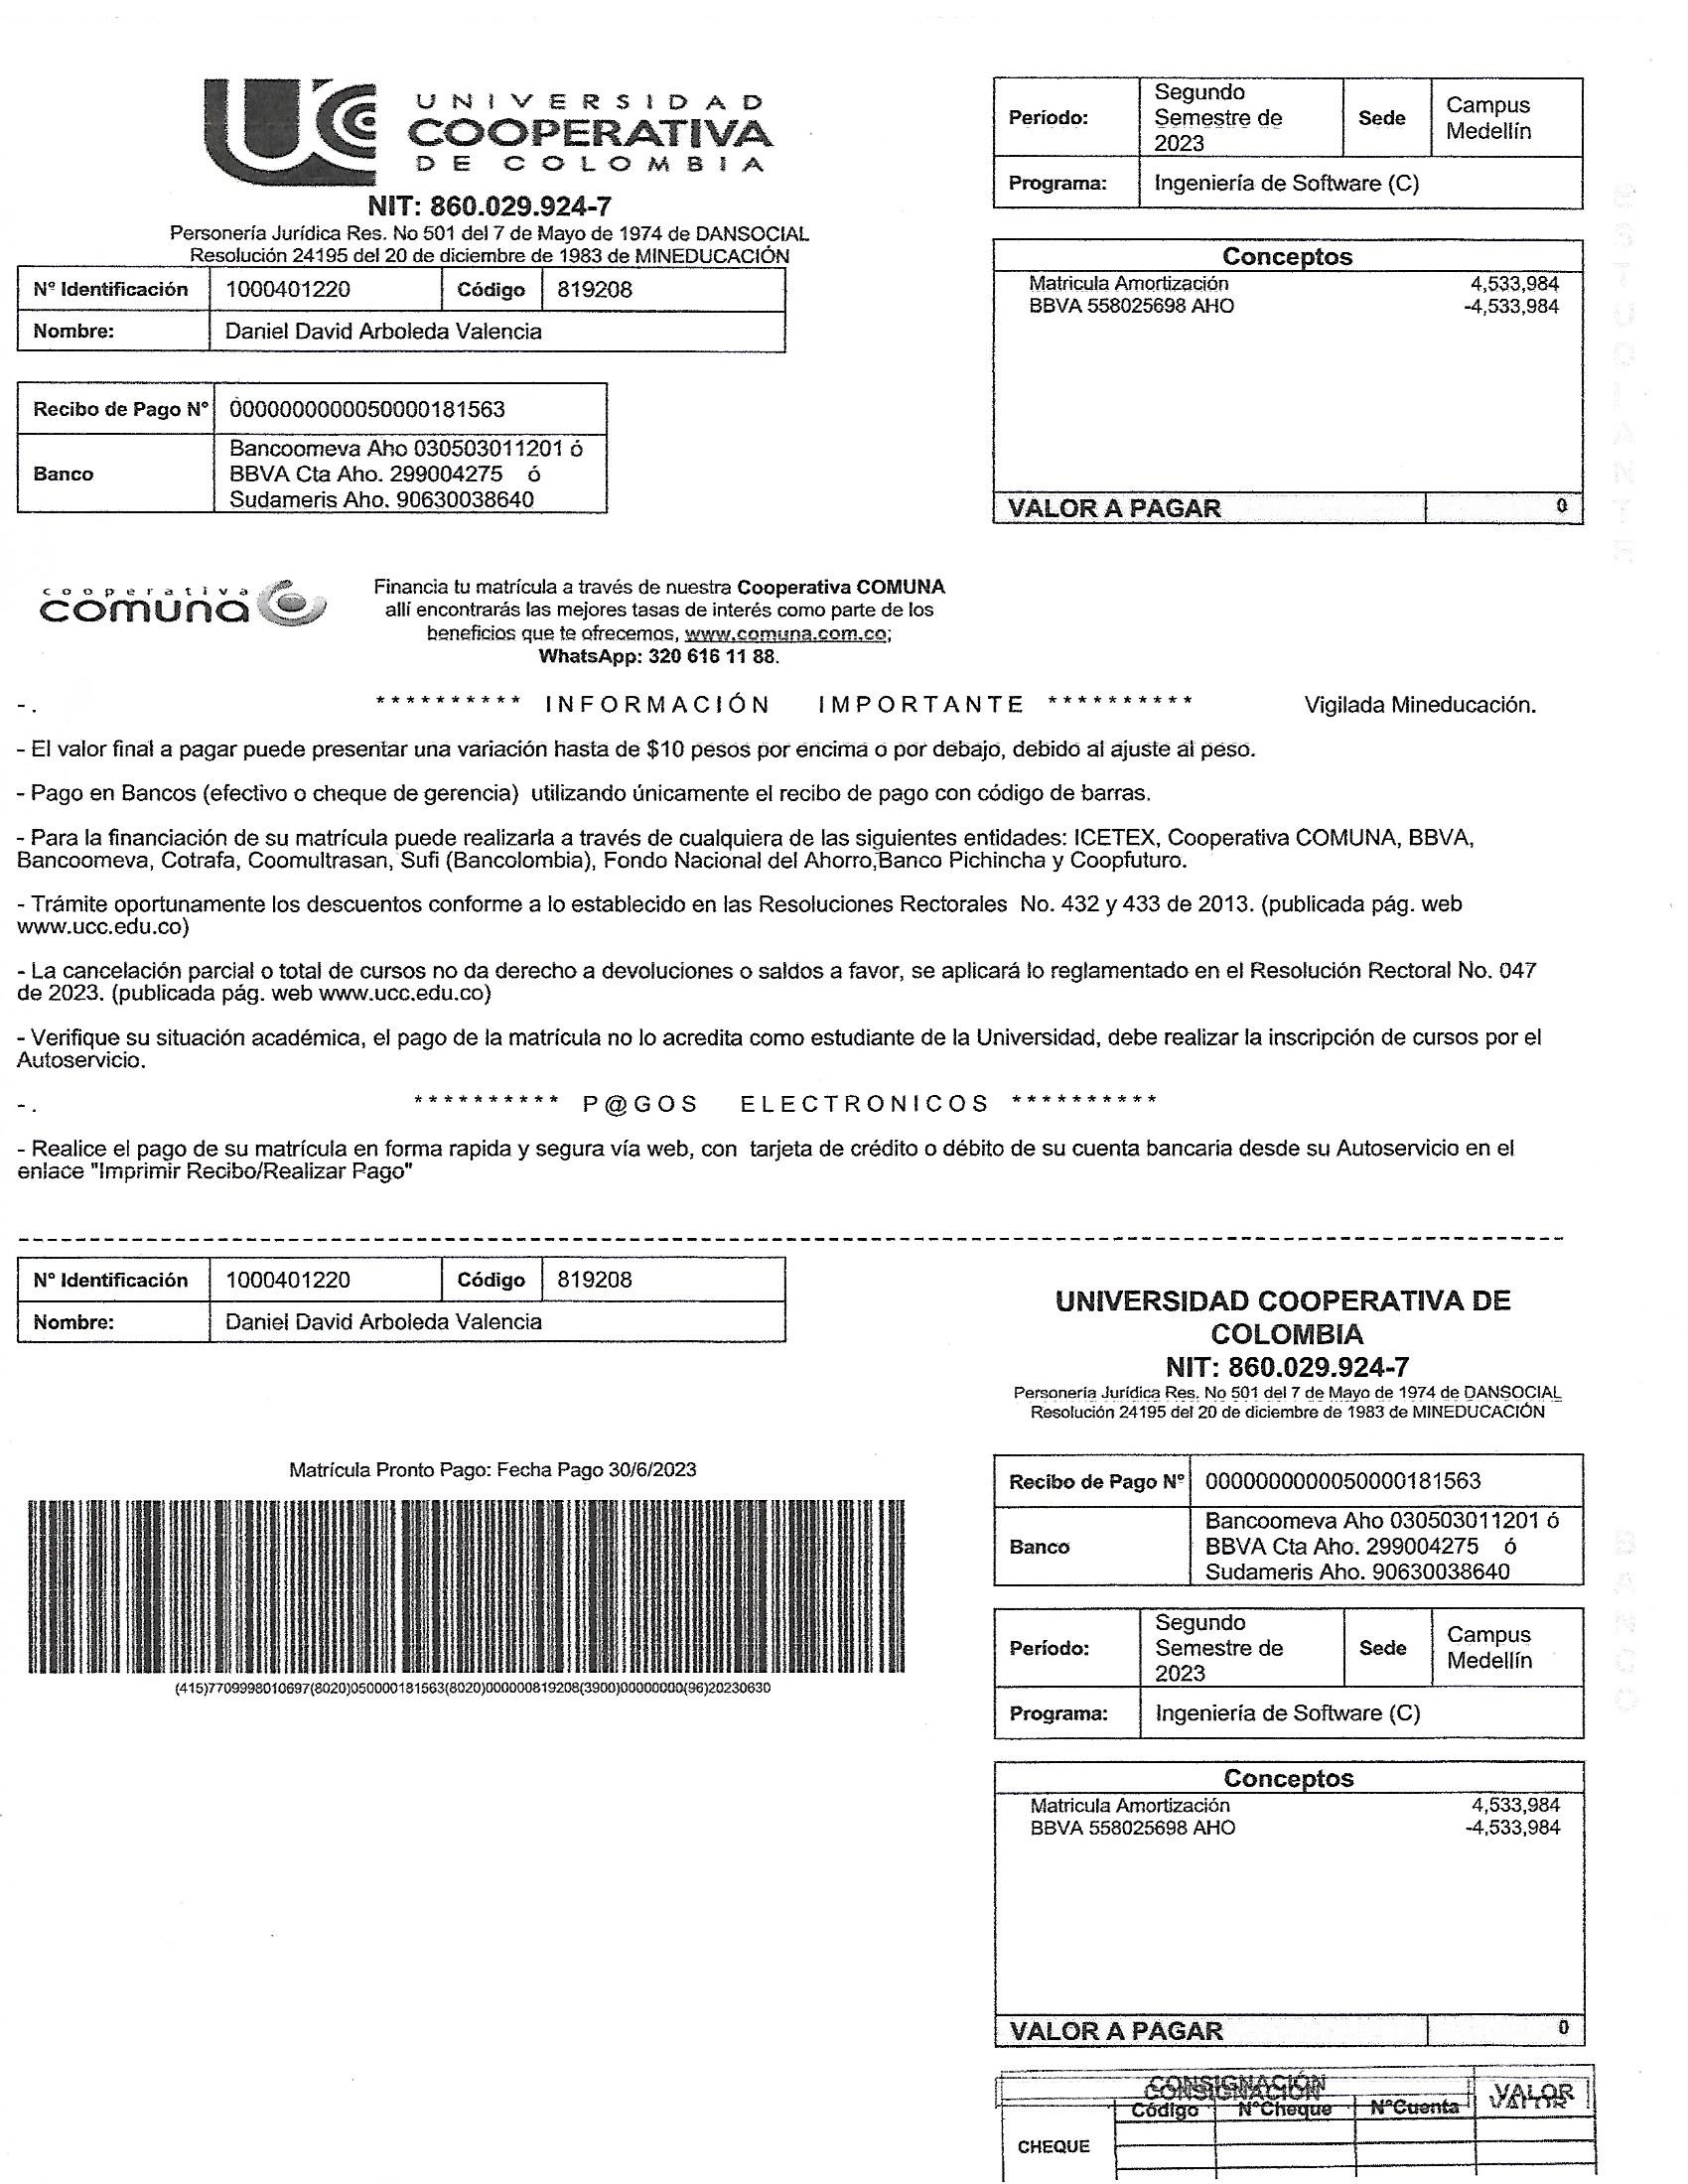 UNIVERSIDAD
COOPERATIVA
DE COLOMBIA
NIT: 860.029.924-7
Personería Jurídica Res. No 501 del 7 de Mayo de 1974 de DANSOCIAL
Resolución 24195 del 20 de diciembre de 1983 de MINEDUCACIÓN
Nº Identificación 1000401220 Código 819208
Nombre: Daniel David Arboleda Valencia
Recibo de Pago Nº 0000000000050000181563
Banco
Bancoomeva Aho 030503011201 ó
BBVA Cta Aho. 299004275 ó
Sudameris Aho. 90630038640
Período:
Segundo
Semestre de
2023
Sede
Campus
Medellín
Programa: Ingeniería de Software (C)
Conceptos
Matricula Amortización 4,533,984
BBVA 558025698 AHO -4,533,984
VALOR A PAGAR 0
cooperativa
comuna
Financia tu matrícula a través de nuestra Cooperativa COMUNA
allí encontrarás las mejores tasas de interés como parte de los
beneficios que te ofrecemos, www.comuna.com.co;
WhatsApp: 320 616 11 88.
- . ********** INFORMACIÓN IMPORTANTE ********** Vigilada Mineducación.
- El valor final a pagar puede presentar una variación hasta de $10 pesos por encima o por debajo, debido al ajuste al peso.
- Pago en Bancos (efectivo o cheque de gerencia) utilizando únicamente el recibo de pago con código de barras.
- Para la financiación de su matrícula puede realizarla a través de cualquiera de las siguientes entidades: ICETEX, Cooperativa COMUNA, BBVA,
Bancoomeva, Cotrafa, Coomultrasan, Sufi (Bancolombia), Fondo Nacional del Ahorro,Banco Pichincha y Coopfuturo.
- Trámite oportunamente los descuentos conforme a lo establecido en las Resoluciones Rectorales No. 432 y 433 de 2013. (publicada pág. web
www.ucc.edu.co)
- La cancelación parcial o total de cursos no da derecho a devoluciones o saldos a favor, se aplicará lo reglamentado en el Resolución Rectoral No. 047
de 2023. (publicada pág. web www.ucc.edu.co)
- Verifique su situación académica, el pago de la matrícula no lo acredita como estudiante de la Universidad, debe realizar la inscripción de cursos por el
Autoservicio.
- . ********** P@GOS ELECTRONICOS **********
- Realice el pago de su matrícula en forma rapida y segura vía web, con tarjeta de crédito o débito de su cuenta bancaria desde su Autoservicio en el
enlace "Imprimir Recibo/Realizar Pago"
Nº Identificación 1000401220 Código 819208
Nombre: Daniel David Arboleda Valencia
UNIVERSIDAD COOPERATIVA DE
COLOMBIA
NIT: 860.029.924-7
Personería Jurídica Res. No 501 del 7 de Mayo de 1974 de DANSOCIAL
Resolución 24195 del 20 de diciembre de 1983 de MINEDUCACIÓN
Matrícula Pronto Pago: Fecha Pago 30/6/2023
(415)7709998010697(8020)050000181563(8020)000000819208(3900)00000000(96)20230630
Recibo de Pago Nº 0000000000050000181563
Banco
Bancoomeva Aho 030503011201 ó
BBVA Cta Aho. 299004275 ó
Sudameris Aho. 90630038640
Período:
Segundo
Semestre de
2023
Sede
Campus
Medellín
Programa: Ingeniería de Software (C)
Conceptos
Matricula Amortización 4,533,984
BBVA 558025698 AHO -4,533,984
VALOR A PAGAR 0
CONSIGNACIÓN VALOR
Código NºCheque NºCuenta
CHEQUE